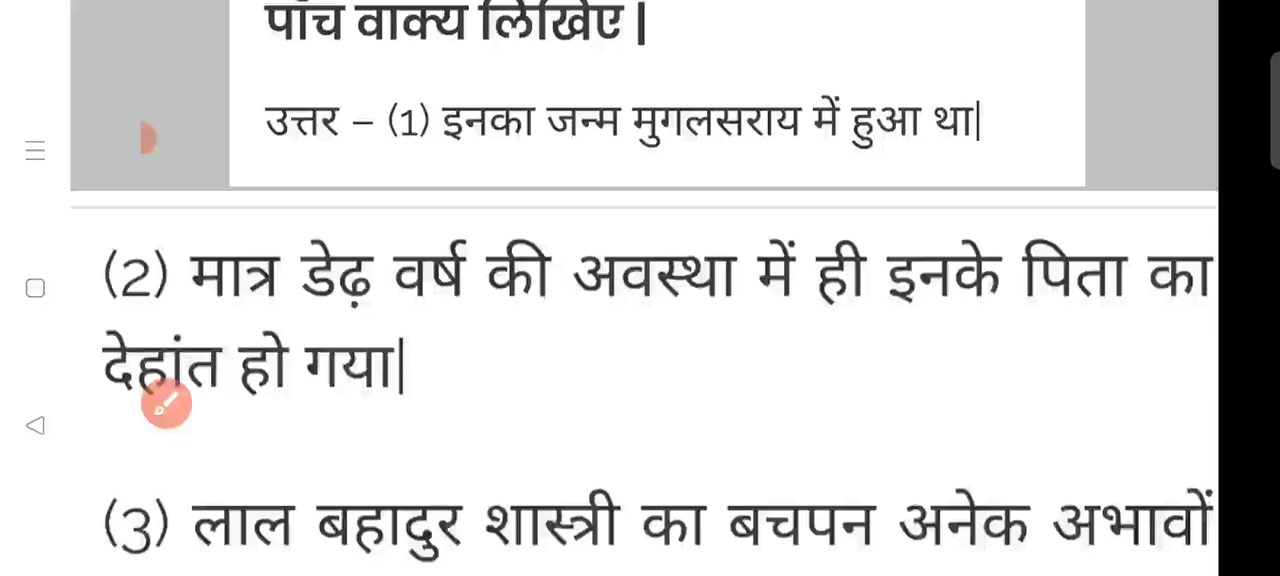 पाँच वाक्य लिखिए |
उत्तर – (1) इनका जन्म मुगलसराय में हुआ था|
(2) मात्र डेढ़ वर्ष की अवस्था में ही इनके पिता का
देहांत हो गया|
(3) लाल बहादुर शास्त्री का बचपन अनेक अभावों